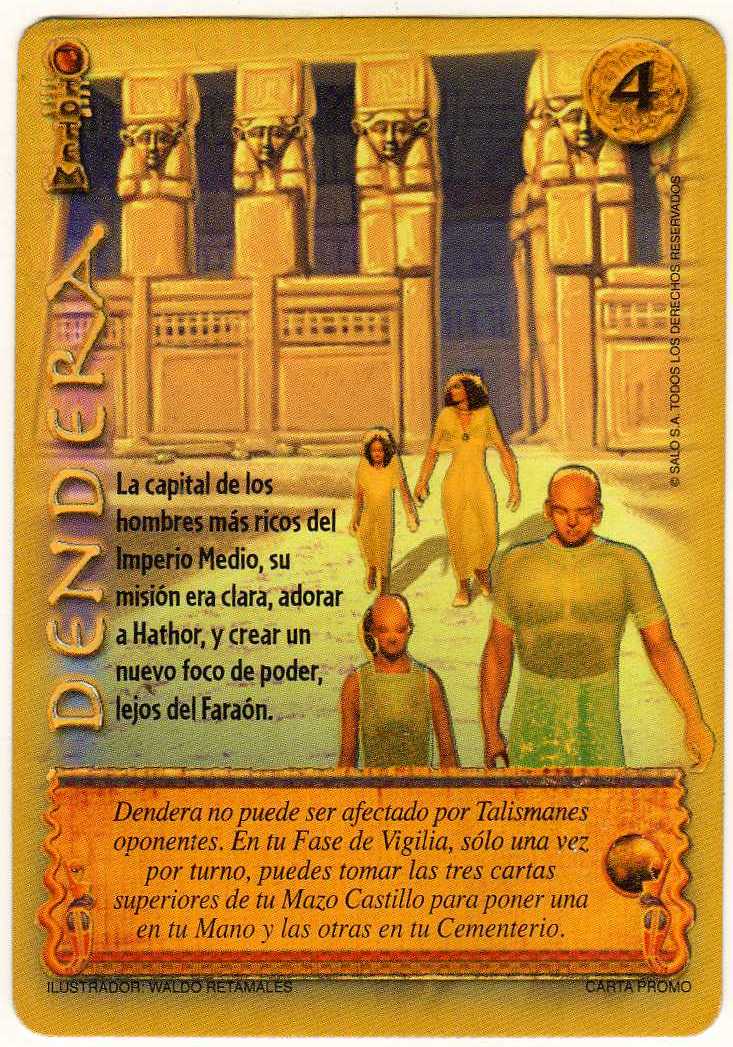 TOTEM
4
DENDERA
© SALO S.A. TODOS LOS DERECHOS RESERVADOS
La capital de los
hombres más ricos del
Imperio Medio, su
misión era clara, adorar
a Hathor, y crear un
nuevo foco de poder,
lejos del Faraón.
Dendera no puede ser afectado por Talismanes
oponentes. En tu Fase de Vigilia, sólo una vez
por turno, puedes tomar las tres cartas
superiores de tu Mazo Castillo para poner una
en tu Mano y las otras en tu Cementerio.
ILUSTRADOR: WALDO RETAMALES
CARTA PROMO